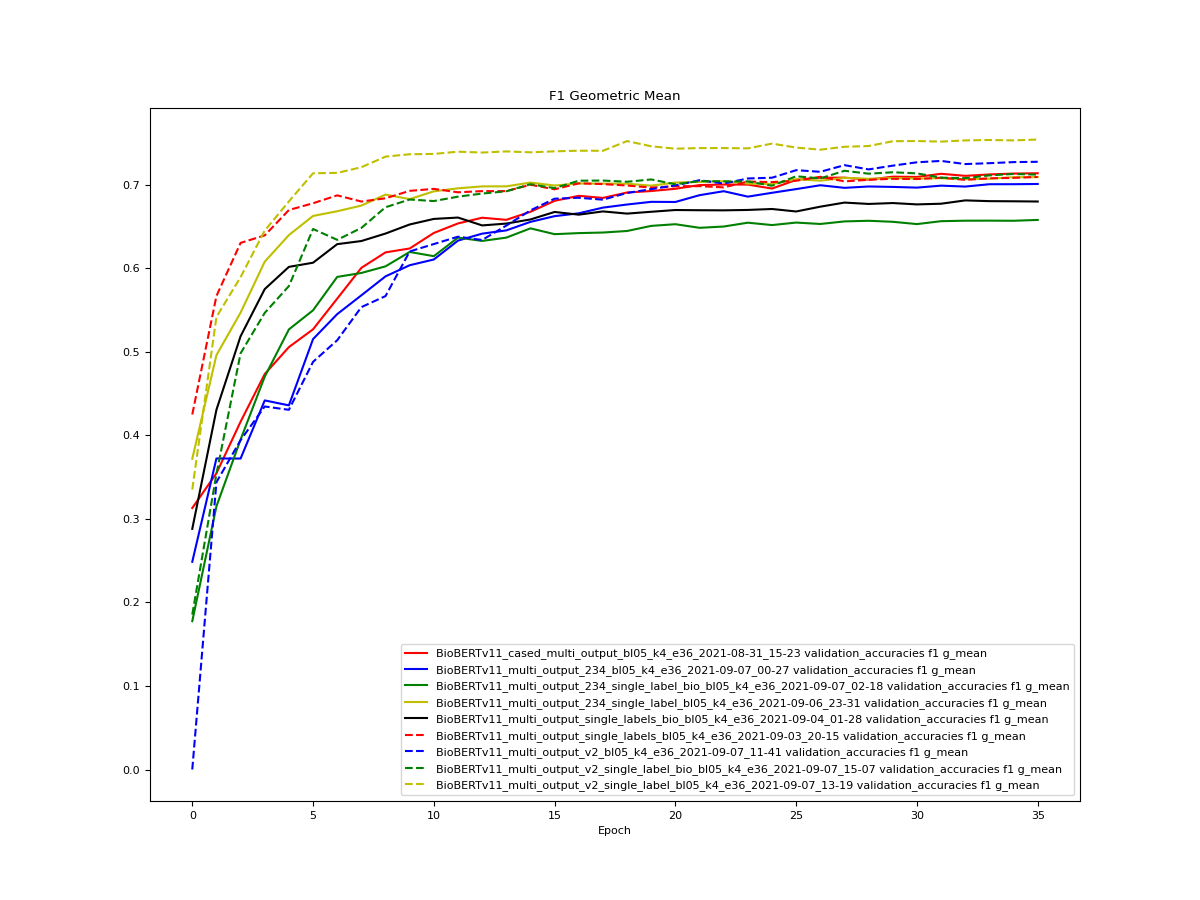 F1 Geometric Mean
0.7
0.6
0.5
0.4
0.3
0.2
0.1
0.0
BioBERTv11_cased_multi_output_bl05_k4_e36_2021-08-31_15-23 validation_accuracies f1 g_mean
BioBERTv11_multi_output_234_bl05_k4_e36_2021-09-07_00-27 validation_accuracies f1 g_mean
BioBERTv11_multi_output_234_single_label_bio_bl05_k4_e36_2021-09-07_02-18 validation_accuracies f1 g_mean
BioBERTv11_multi_output_234_single_label_bl05_k4_e36_2021-09-06_23-31 validation_accuracies f1 g_mean
BioBERTv11_multi_output_single_labels_bio_bl05_k4_e36_2021-09-04_01-28 validation_accuracies f1 g_mean
BioBERTv11_multi_output_single_labels_bl05_k4_e36_2021-09-03_20-15 validation_accuracies f1 g_mean
BioBERTv11_multi_output_v2_bl05_k4_e36_2021-09-07_11-41 validation_accuracies f1 g_mean
BioBERTv11_multi_output_v2_single_label_bio_bl05_k4_e36_2021-09-07_15-07 validation_accuracies f1 g_mean
BioBERTv11_multi_output_v2_single_label_bl05_k4_e36_2021-09-07_13-19 validation_accuracies f1 g_mean
0 5 10 15 20 25 30 35
Epoch